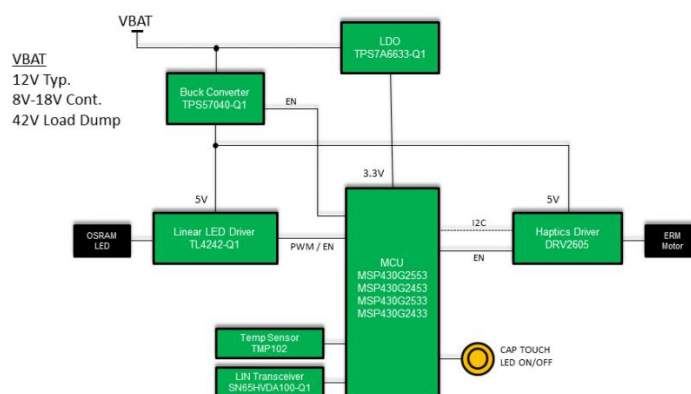 VBAT
VBAT
12V Typ.
8V-18V Cont.
42V Load Dump
LDO
TPS7A6633-Q1
Buck Converter
TPS57040-Q1
EN
3.3V
5V
5V
OSRAM
LED
Linear LED Driver
TL4242-Q1
PWM / EN
MCU
MSP430G2553
MSP430G2453
MSP430G2533
MSP430G2433
I2C
EN
Haptics Driver
DRV2605
ERM
Motor
Temp Sensor
TMP102
LIN Transceiver
SN65HVDA100-Q1
CAP TOUCH
LED ON/OFF